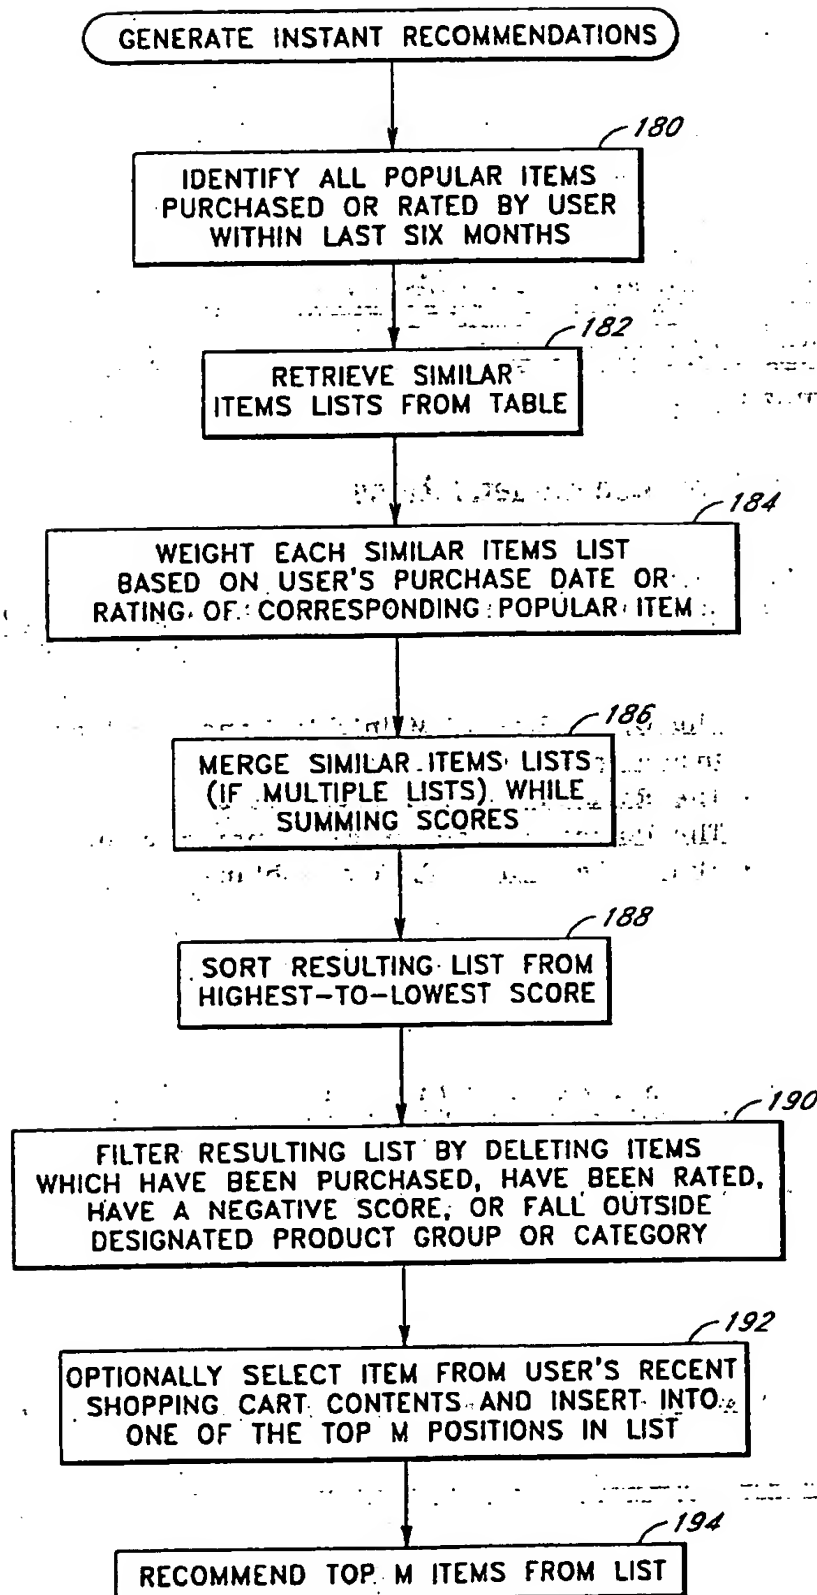 GENERATE INSTANT RECOMMENDATIONS
180
IDENTIFY ALL POPULAR ITEMS
PURCHASED OR RATED BY USER
WITHIN LAST SIX MONTHS
182
RETRIEVE SIMILAR
ITEMS LISTS FROM TABLE
184
WEIGHT EACH SIMILAR ITEMS LIST
BASED ON USER'S PURCHASE DATE OR
RATING OF CORRESPONDING POPULAR ITEM
186
MERGE SIMILAR ITEMS LISTS
(IF MULTIPLE LISTS) WHILE
SUMMING SCORES
188
SORT RESULTING LIST FROM
HIGHEST-TO-LOWEST SCORE
190
FILTER RESULTING LIST BY DELETING ITEMS
WHICH HAVE BEEN PURCHASED, HAVE BEEN RATED,
HAVE A NEGATIVE SCORE, OR FALL OUTSIDE
DESIGNATED PRODUCT GROUP OR CATEGORY
192
OPTIONALLY SELECT ITEM FROM USER'S RECENT
SHOPPING CART CONTENTS AND INSERT INTO
ONE OF THE TOP M POSITIONS IN LIST
194
RECOMMEND TOP M ITEMS FROM LIST